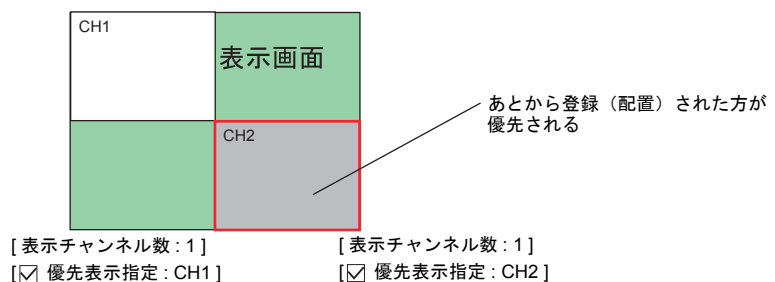 CH1
表示画面
CH2
あとから登録（配置）された方が
優先される
[ 表示チャンネル数 : 1 ]
[☑ 優先表示指定 : CH1 ]
[ 表示チャンネル数 : 1 ]
[☑ 優先表示指定 : CH2 ]